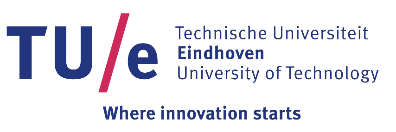 TU/e
Technische Universiteit
Eindhoven
University of Technology
Where innovation starts